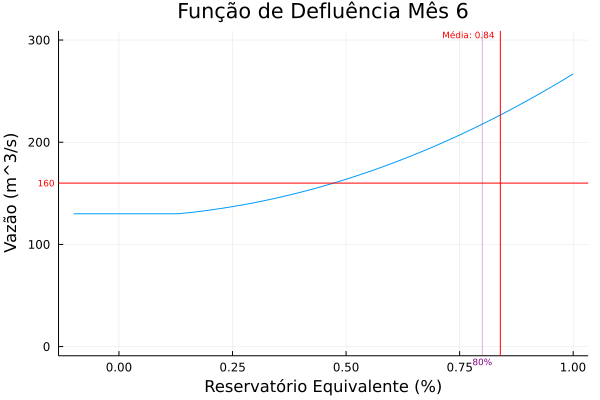 Função de Defluência Mês 6
Média: 0.84
300
200
160
100
0
Vazão (m^3/s)
0.00
0.25
0.50
0.75
80%
1.00
Reservatório Equivalente (%)